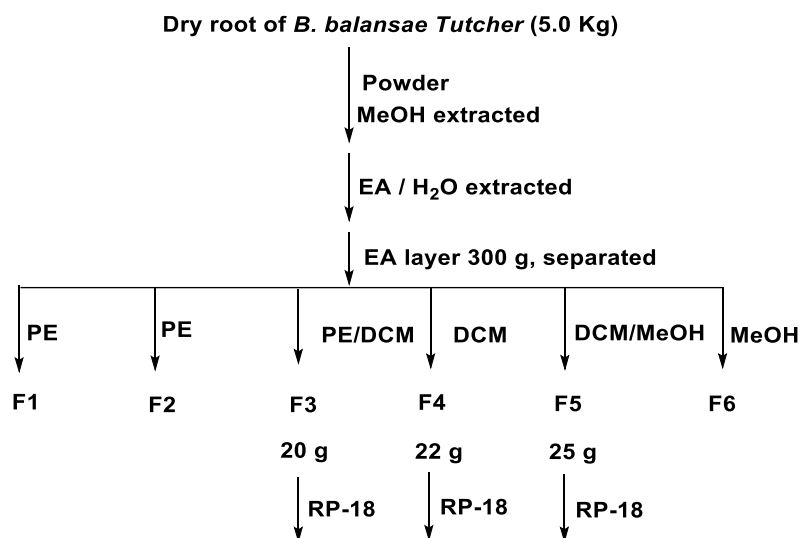 Dry root of B. balansae Tutcher (5.0 Kg)
Powder
MeOH extracted
EA / H₂O extracted
EA layer 300 g, separated
PE PE PE/DCM DCM DCM/MeOH MeOH
F1 F2 F3 F4 F5 F6
20 g 22 g 25 g
RP-18 RP-18 RP-18